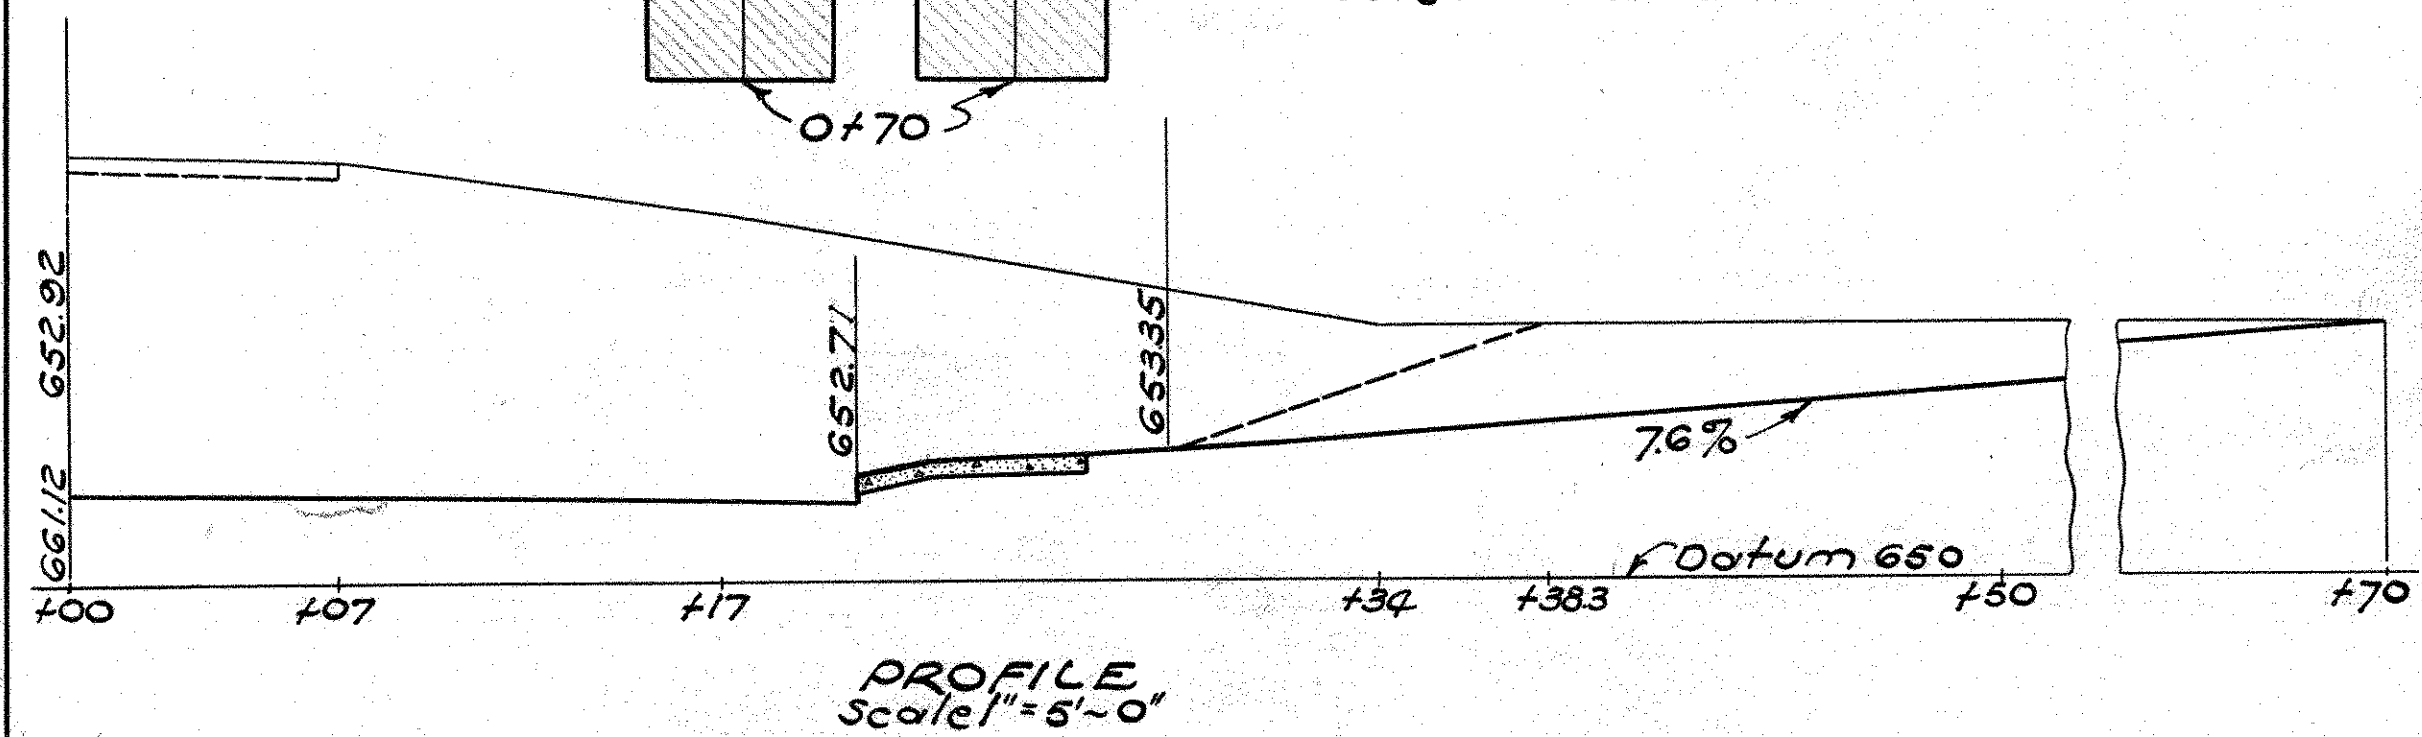 0+70
652.92
661.12
652.71
653.35
7.6%
Datum 650
+00 +07 +17 +34 +38.3 +50 +70
PROFILE
Scale 1" = 5'~0"